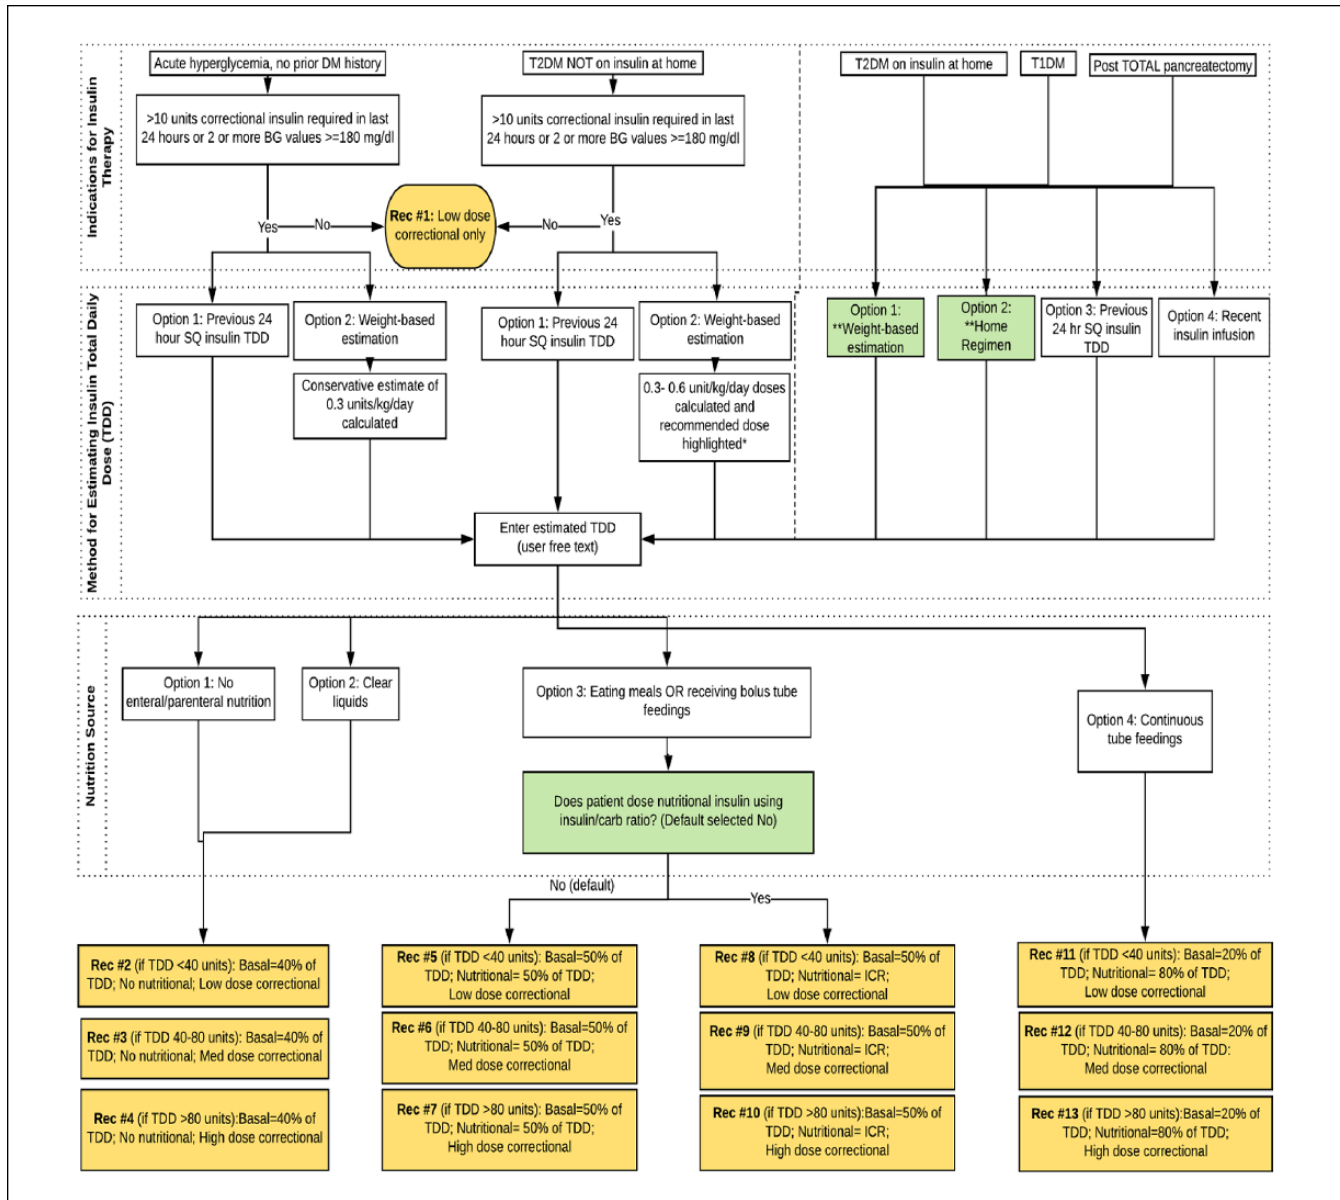 Indications for Insulin
Therapy
Acute hyperglycemia, no prior DM history
T2DM NOT on insulin at home
T2DM on insulin at home
T1DM
Post TOTAL pancreatectomy
>10 units correctional insulin required in last
24 hours or 2 or more BG values >=180 mg/dl
>10 units correctional insulin required in last
24 hours or 2 or more BG values >=180 mg/dl
Yes
No
Rec #1: Low dose
correctional only
No
Yes
Method for Estimating Insulin Total Daily
Dose (TDD)
Option 1: Previous 24
hour SQ insulin TDD
Option 2: Weight-based
estimation
Option 1: Previous 24
hour SQ insulin TDD
Option 2: Weight-based
estimation
Option 1:
**Weight-based
estimation
Option 2:
**Home
Regimen
Option 3: Previous
24 hr SQ insulin
TDD
Option 4: Recent
insulin infusion
Conservative estimate of
0.3 units/kg/day
calculated
0.3- 0.6 unit/kg/day doses
calculated and
recommended dose
highlighted*
Enter estimated TDD
(user free text)
Nutrition Source
Option 1: No
enteral/parenteral nutrition
Option 2: Clear
liquids
Option 3: Eating meals OR receiving bolus tube
feedings
Option 4: Continuous
tube feedings
Does patient dose nutritional insulin using
insulin/carb ratio? (Default selected No)
No (default)
Yes
Rec #2 (if TDD <40 units): Basal=40% of
TDD; No nutritional; Low dose correctional
Rec #3 (if TDD 40-80 units): Basal=40% of
TDD; No nutritional; Med dose correctional
Rec #4 (if TDD >80 units):Basal=40% of
TDD; No nutritional; High dose correctional
Rec #5 (if TDD <40 units): Basal=50% of
TDD; Nutritional= 50% of TDD;
Low dose correctional
Rec #6 (if TDD 40-80 units): Basal=50% of
TDD; Nutritional= 50% of TDD;
Med dose correctional
Rec #7 (if TDD >80 units): Basal=50% of
TDD; Nutritional= 50% of TDD;
High dose correctional
Rec #8 (if TDD <40 units): Basal=50% of
TDD; Nutritional= ICR;
Low dose correctional
Rec #9 (if TDD 40-80 units): Basal=50% of
TDD; Nutritional= ICR;
Med dose correctional
Rec #10 (if TDD >80 units):Basal=50% of
TDD; Nutritional= ICR;
High dose correctional
Rec #11 (if TDD <40 units): Basal=20% of
TDD; Nutritional= 80% of TDD;
Low dose correctional
Rec #12 (if TDD 40-80 units): Basal=20% of
TDD; Nutritional= 80% of TDD:
Med dose correctional
Rec #13 (if TDD >80 units):Basal=20% of
TDD; Nutritional=80% of TDD;
High dose correctional